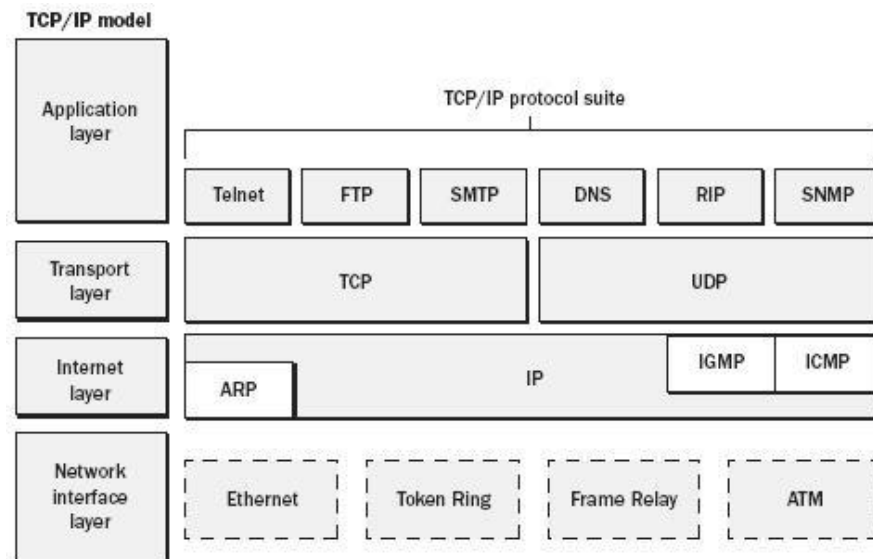 TCP/IP model
Application
layer
TCP/IP protocol suite
Telnet
FTP
SMTP
DNS
RIP
SNMP
Transport
layer
TCP
UDP
Internet
layer
ARP
IP
IGMP
ICMP
Network
interface
layer
Ethernet
Token Ring
Frame Relay
ATM